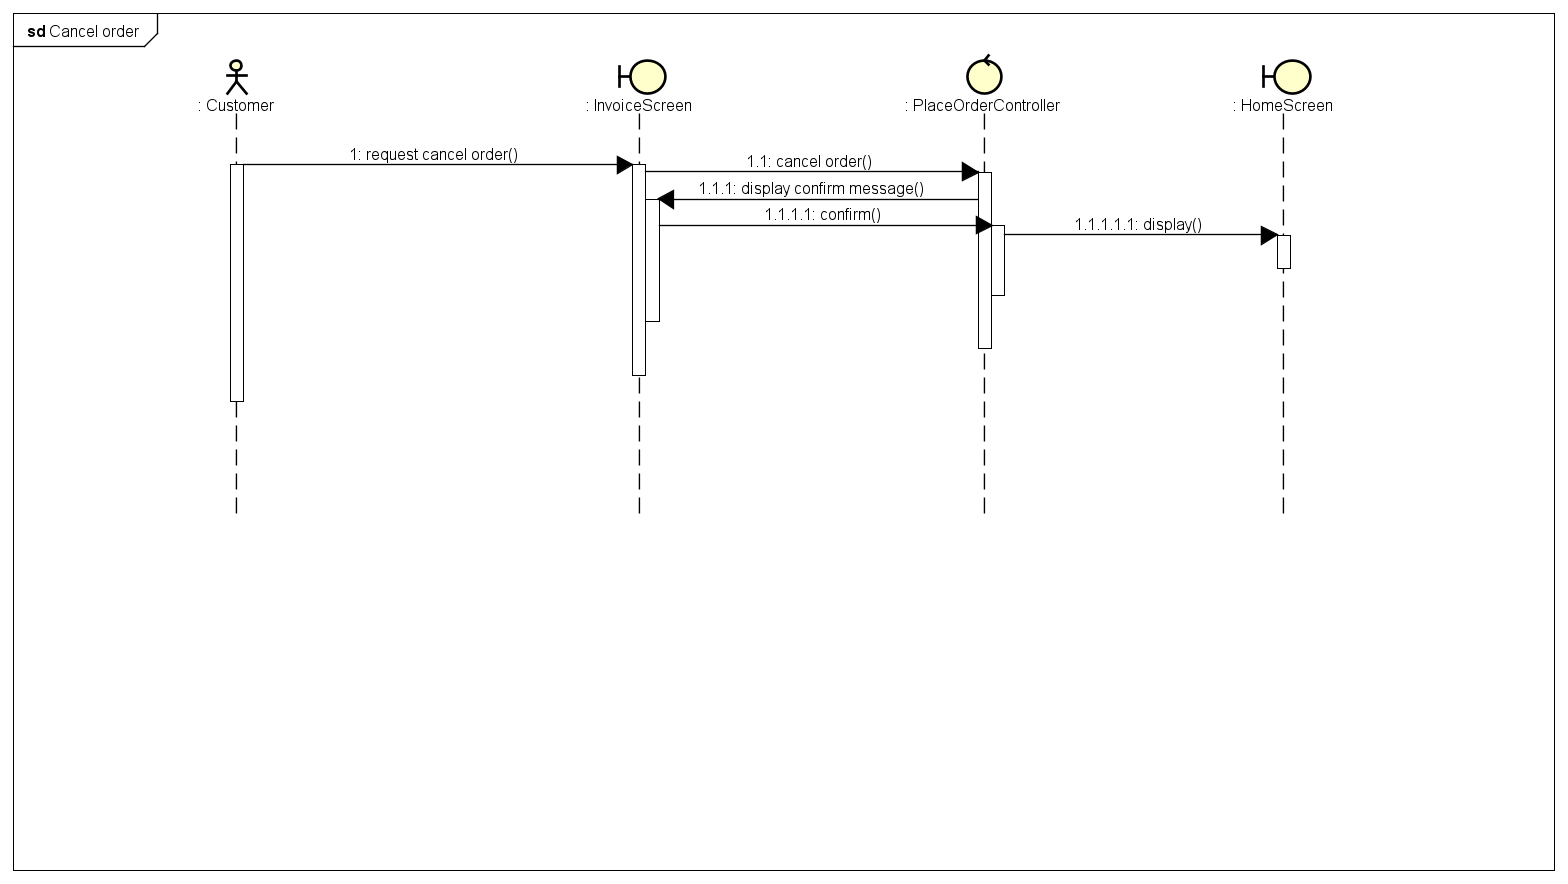 sd Cancel order
: Customer
: InvoiceScreen
: PlaceOrderController
: HomeScreen
1: request cancel order()
1.1: cancel order()
1.1.1: display confirm message()
1.1.1.1: confirm()
1.1.1.1.1: display()